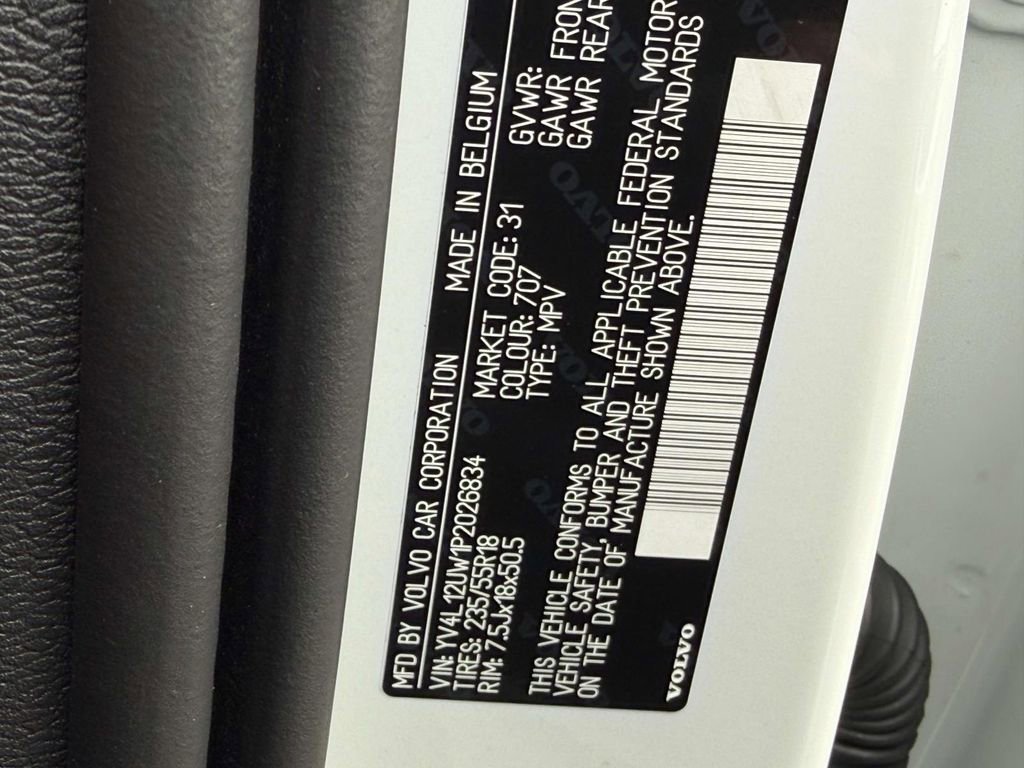 MFD BY VOLVO CAR CORPORATION MADE IN BELGIUM
VIN: YV4L12UW1P2026834
TIRES: 235/55R18 MARKET CODE: 31 GVWR:
RIM: 7.5Jx18x50.5 COLOUR: 707 GAWR FRON
TYPE: MPV GAWR REAR
THIS VEHICLE CONFORMS TO ALL APPLICABLE FEDERAL MOTOR
VEHICLE SAFETY, BUMPER AND THEFT PREVENTION STANDARDS
ON THE DATE OF MANUFACTURE SHOWN ABOVE.
VOLVO